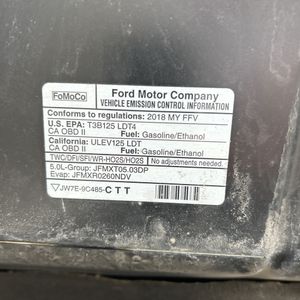 FoMoCo
Ford Motor Company
VEHICLE EMISSION CONTROL INFORMATION
Conforms to regulations: 2018 MY FFV
U.S. EPA: T3B125 LDT4
CA OBD II Fuel: Gasoline/Ethanol
California: ULEV125 LDT
CA OBD II Fuel: Gasoline/Ethanol
TWC/DFI/SFI/WR-HO2S/HO2S No adjustments needed.
5.0L-Group: JFMXT05.03DP
Evap: JFMXR0260NDV
JW7E-9C485-CTT